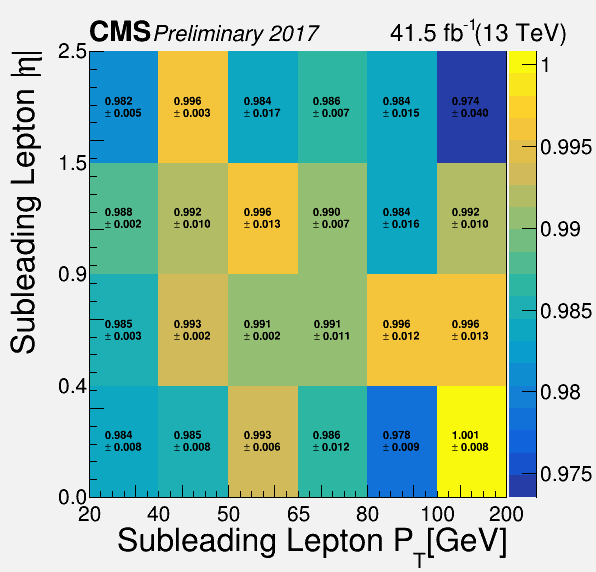 CMS Preliminary 2017 41.5 fb⁻¹(13 TeV)
Subleading Lepton |η|
2.5
1.5
0.9
0.4
0.0
0.982 0.996 0.984 0.986 0.984 0.974
± 0.005 ± 0.003 ± 0.017 ± 0.007 ± 0.015 ± 0.040
0.988 0.992 0.996 0.990 0.984 0.992
± 0.002 ± 0.010 ± 0.013 ± 0.007 ± 0.016 ± 0.010
0.985 0.993 0.991 0.991 0.996 0.996
± 0.003 ± 0.002 ± 0.002 ± 0.011 ± 0.012 ± 0.013
0.984 0.985 0.993 0.986 0.978 1.001
± 0.008 ± 0.008 ± 0.006 ± 0.012 ± 0.009 ± 0.008
20 40 50 65 80 100 200
Subleading Lepton P_T[GeV]
1
0.995
0.99
0.985
0.98
0.975